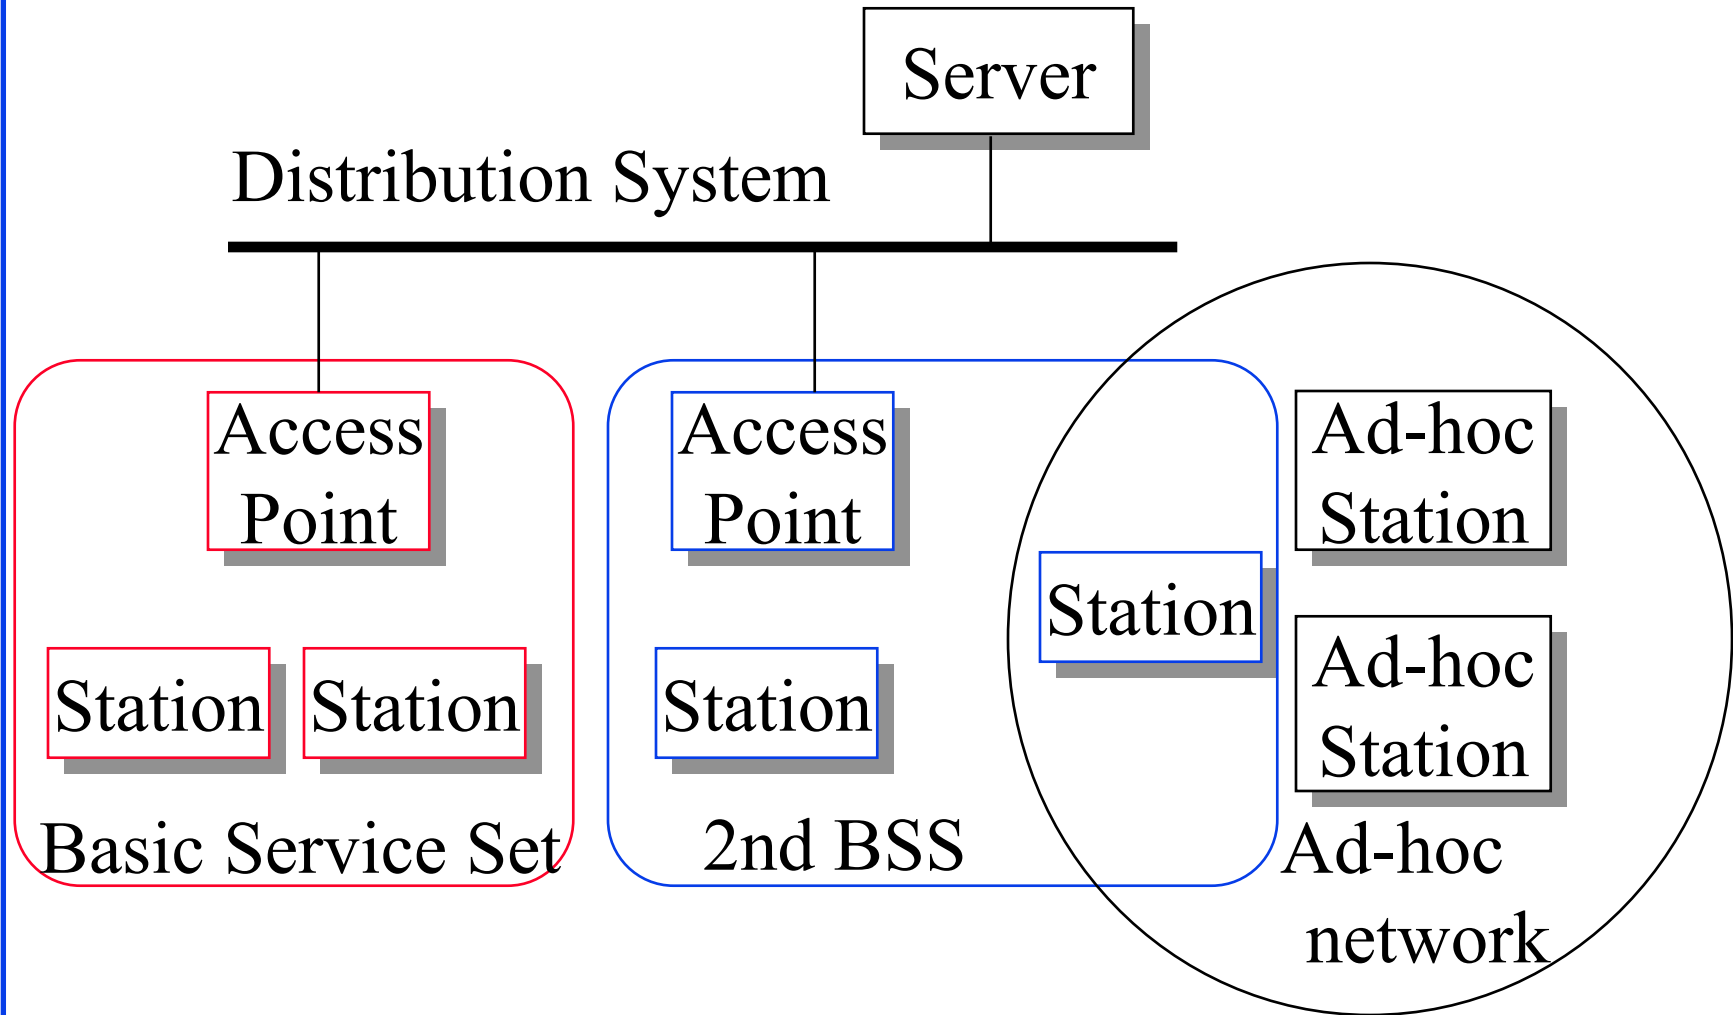 Server
Distribution System
Access
Point
Access
Point
Ad-hoc
Station
Station
Ad-hoc
Station
Station
Station
Station
Basic Service Set
2nd BSS
Ad-hoc
network